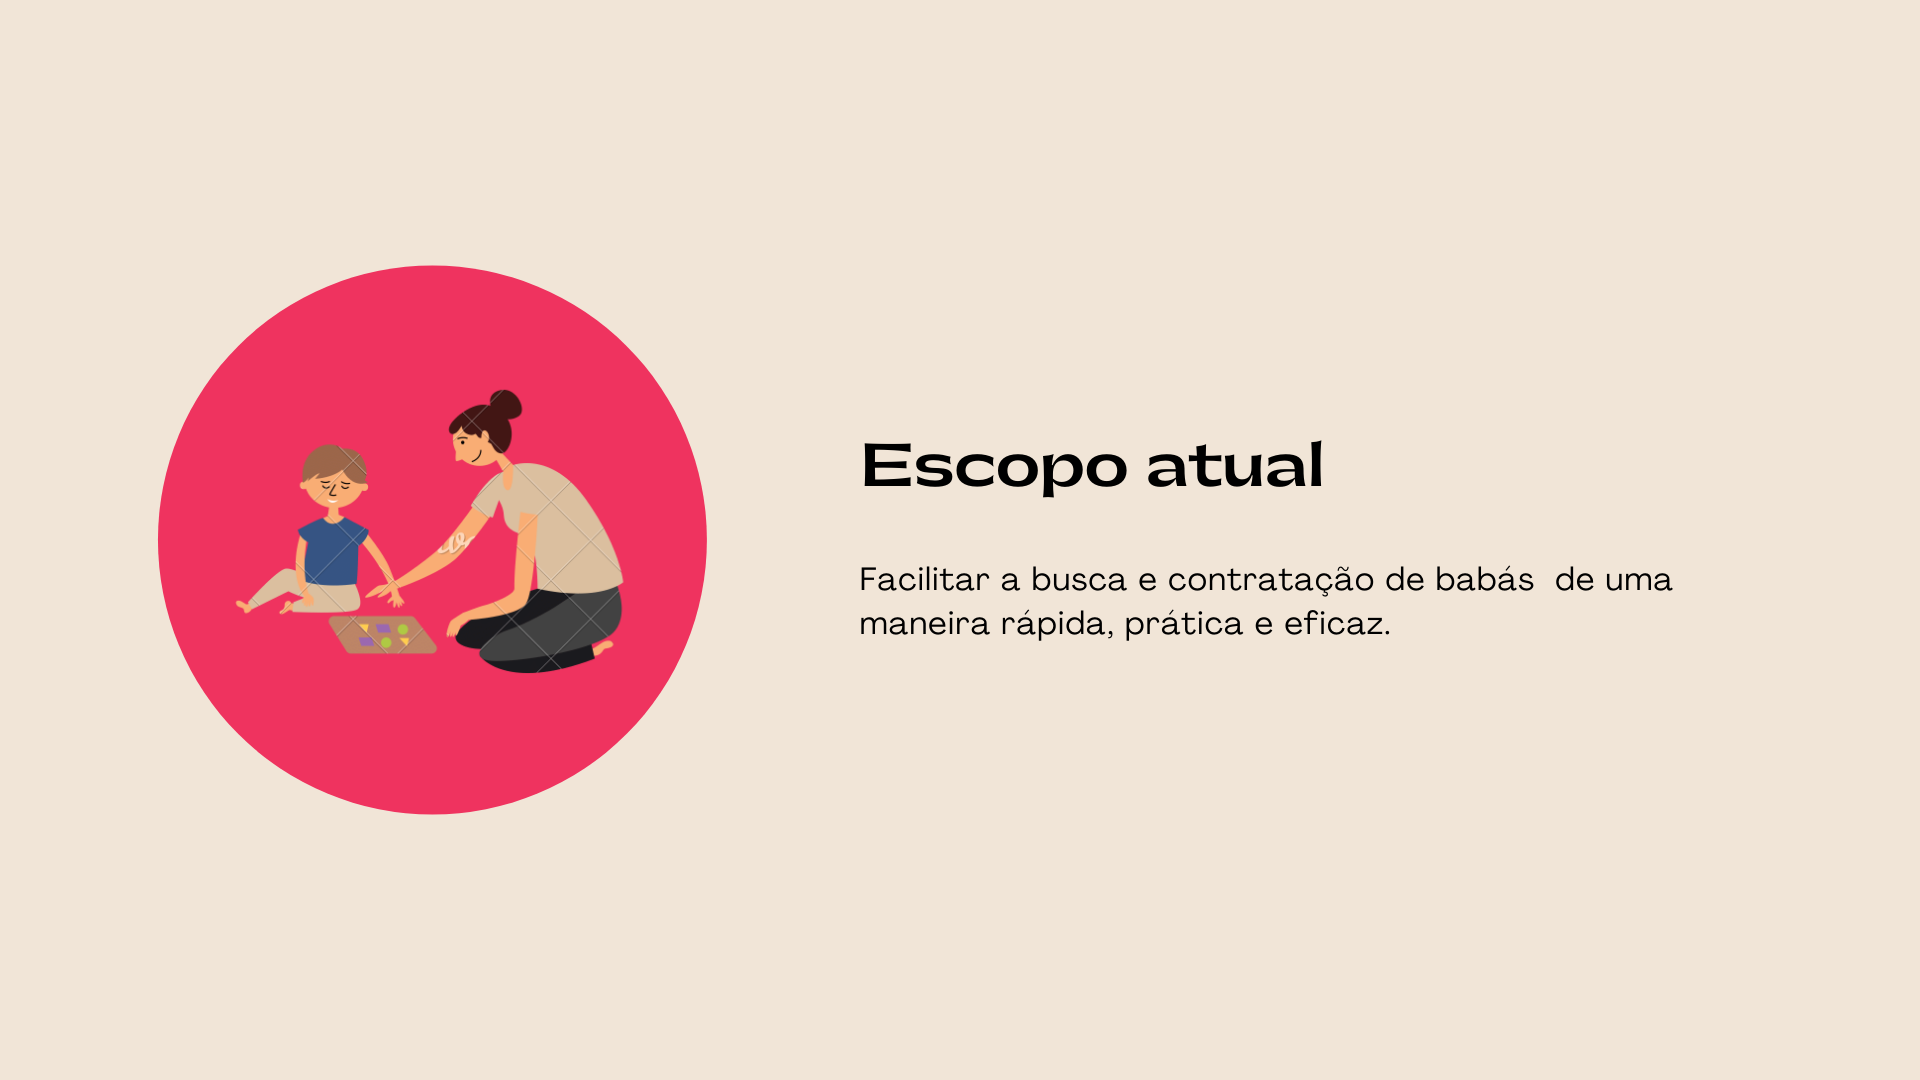 Escopo atual
Facilitar a busca e contratação de babás  de uma
maneira rápida, prática e eficaz.